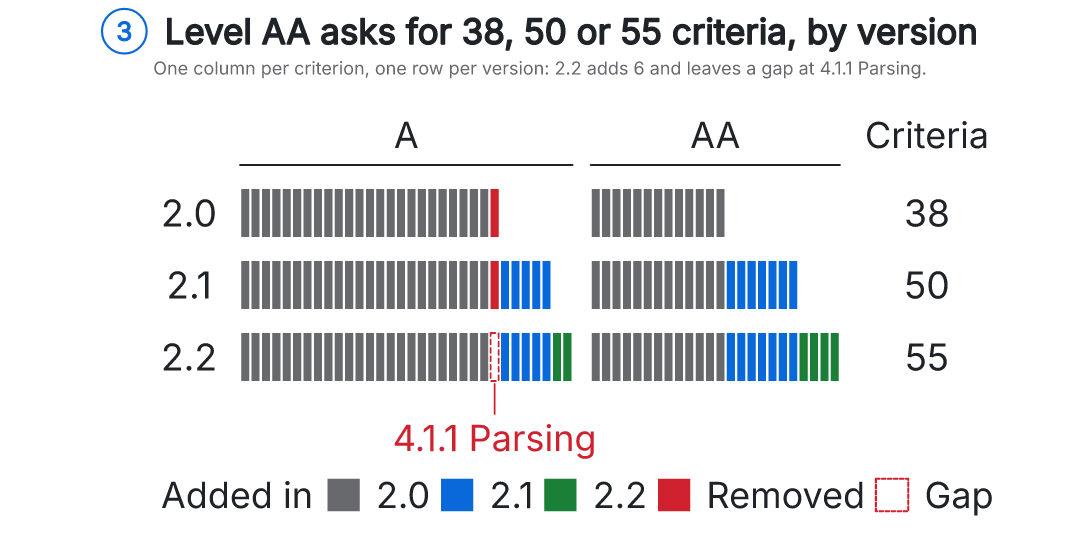 3 Level AA asks for 38, 50 or 55 criteria, by version
One column per criterion, one row per version: 2.2 adds 6 and leaves a gap at 4.1.1 Parsing.
A AA Criteria
2.0 38
2.1 50
2.2 55
4.1.1 Parsing
Added in 2.0 2.1 2.2 Removed Gap